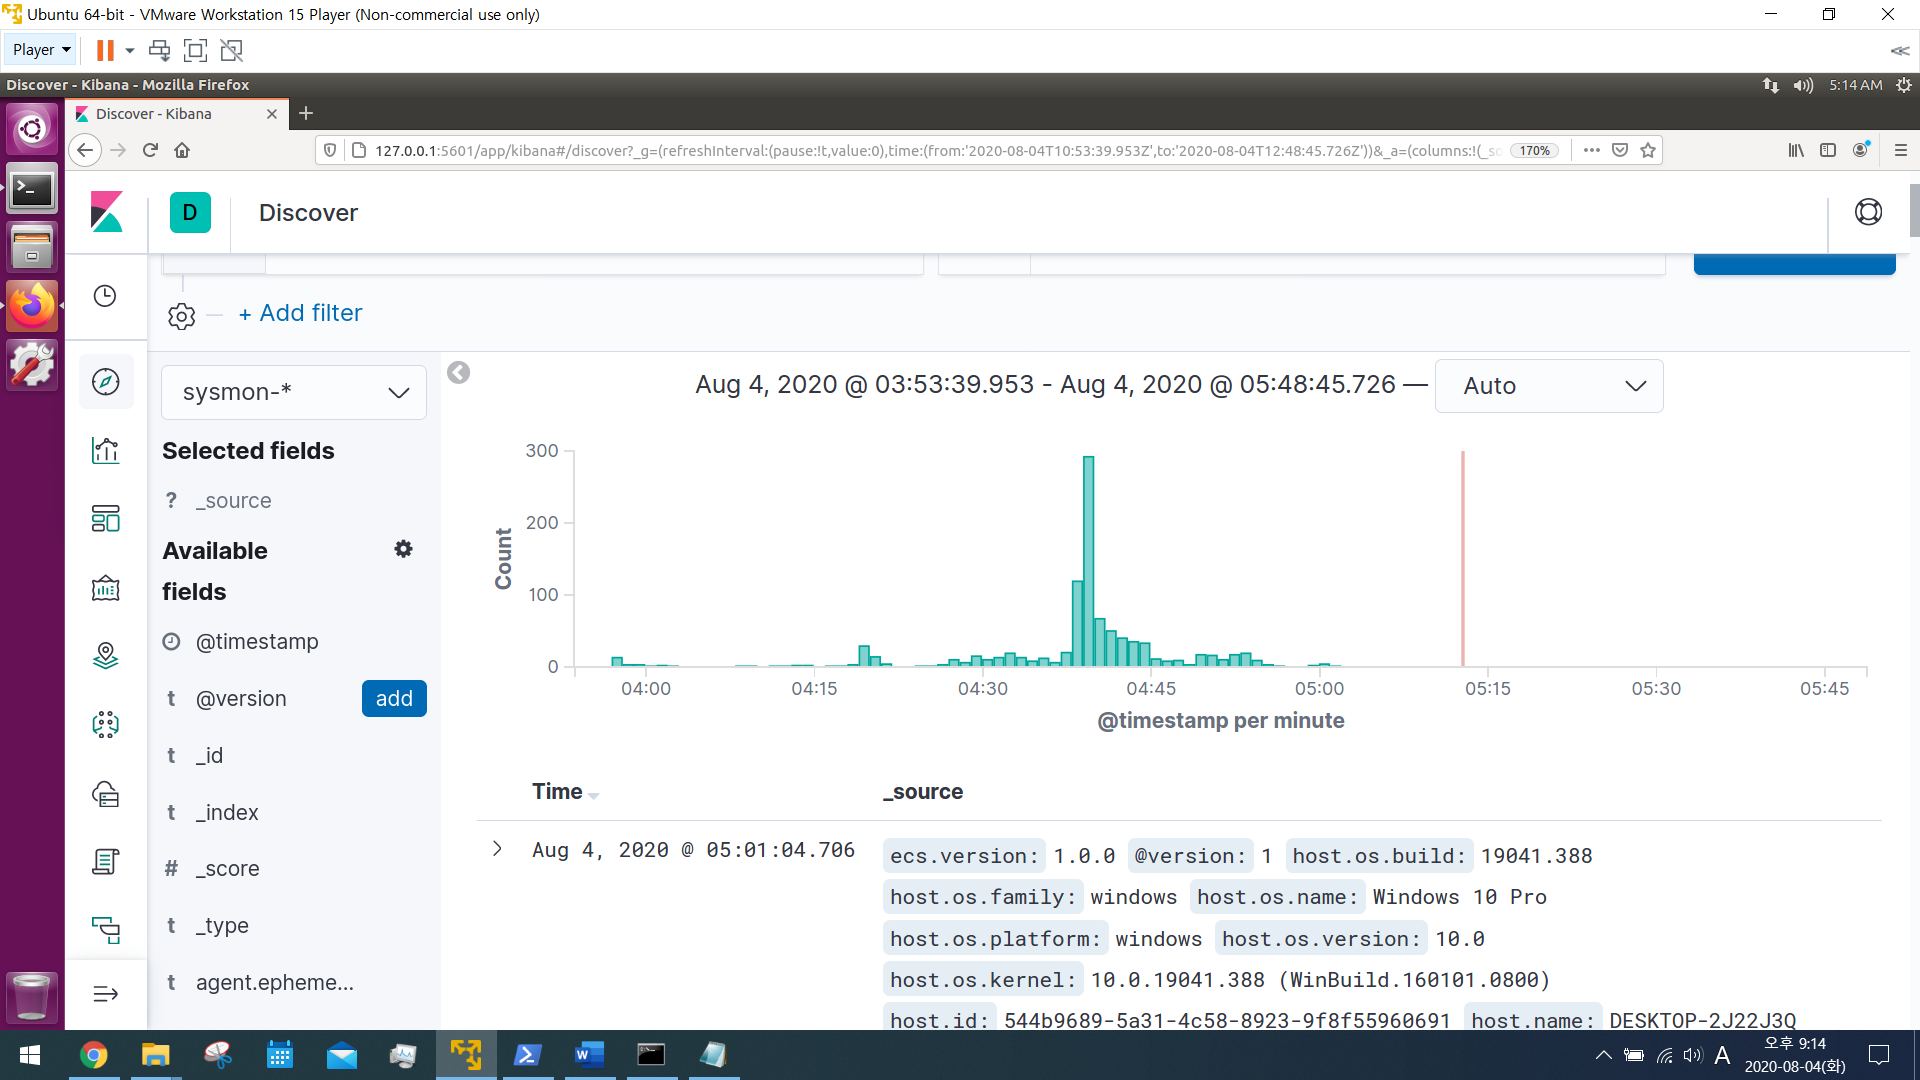 Ubuntu 64-bit - VMware Workstation 15 Player (Non-commercial use only)
Player
Discover - Kibana - Mozilla Firefox
5:14 AM
Discover - Kibana
127.0.0.1:5601/app/kibana#/discover?_g=(refreshInterval:(pause:!t,value:0),time:(from:'2020-08-04T10:53:39.953Z',to:'2020-08-04T12:48:45.726Z'))&_a=(columns:!(_so
170%
D
Discover
+ Add filter
sysmon-*
Aug 4, 2020 @ 03:53:39.953 - Aug 4, 2020 @ 05:48:45.726 —
Auto
Selected fields
? _source
Available fields
@timestamp
t @version
add
t _id
t _index
# _score
t _type
t agent.epheme...
Count
300
200
100
0
04:00
04:15
04:30
04:45
05:00
05:15
05:30
05:45
@timestamp per minute
Time
_source
Aug 4, 2020 @ 05:01:04.706
ecs.version: 1.0.0 @version: 1 host.os.build: 19041.388
host.os.family: windows host.os.name: Windows 10 Pro
host.os.platform: windows host.os.version: 10.0
host.os.kernel: 10.0.19041.388 (WinBuild.160101.0800)
host.id: 544b9689-5a31-4c58-8923-9f8f55960691 host.name: DESKTOP-2J22J3Q
A
오후 9:14
2020-08-04(화)